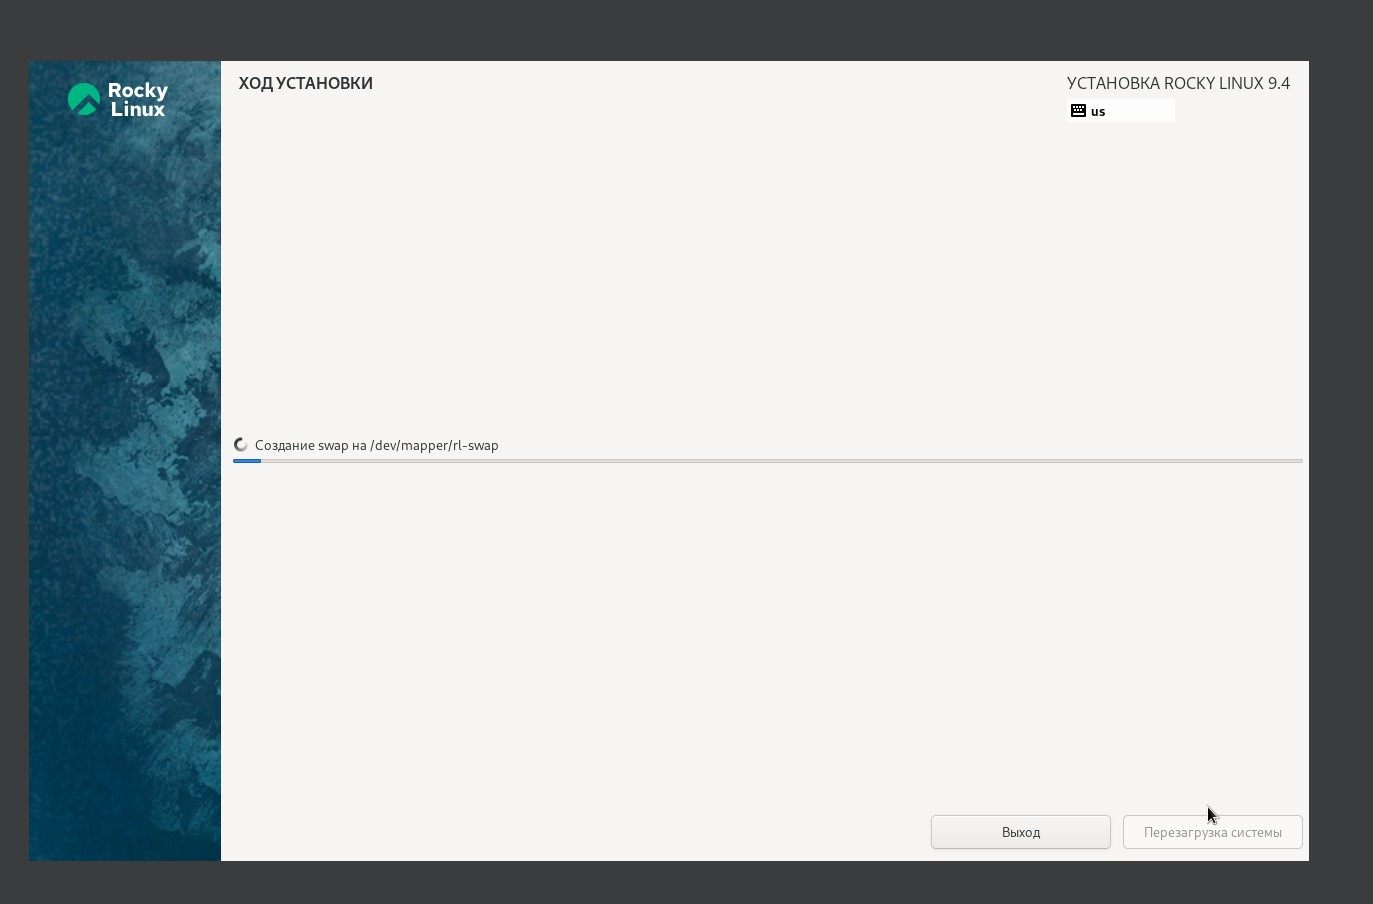 Rocky
Linux
ХОД УСТАНОВКИ
УСТАНОВКА ROCKY LINUX 9.4
us
Создание swap на /dev/mapper/rl-swap
Выход
Перезагрузка системы